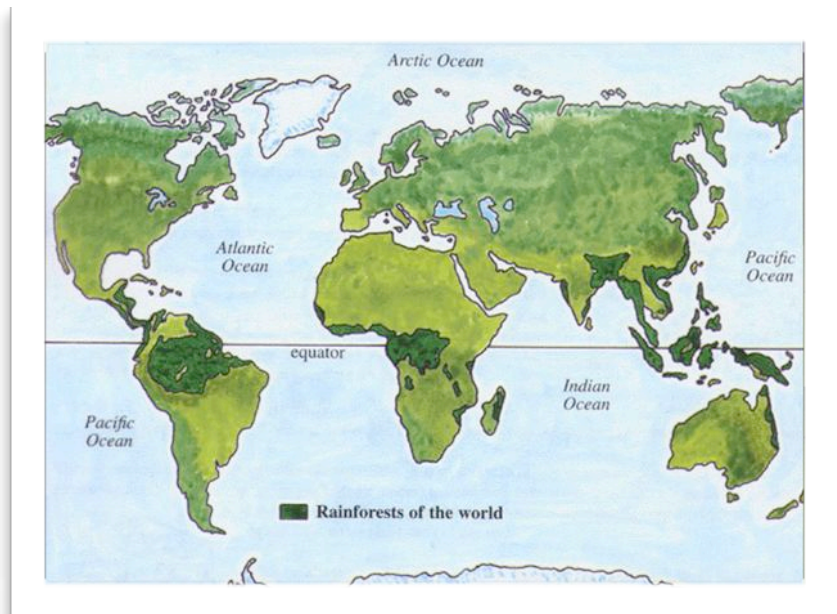 Arctic Ocean
Atlantic
Ocean
Pacific
Ocean
equator
Indian
Ocean
Pacific
Ocean
Rainforests of the world